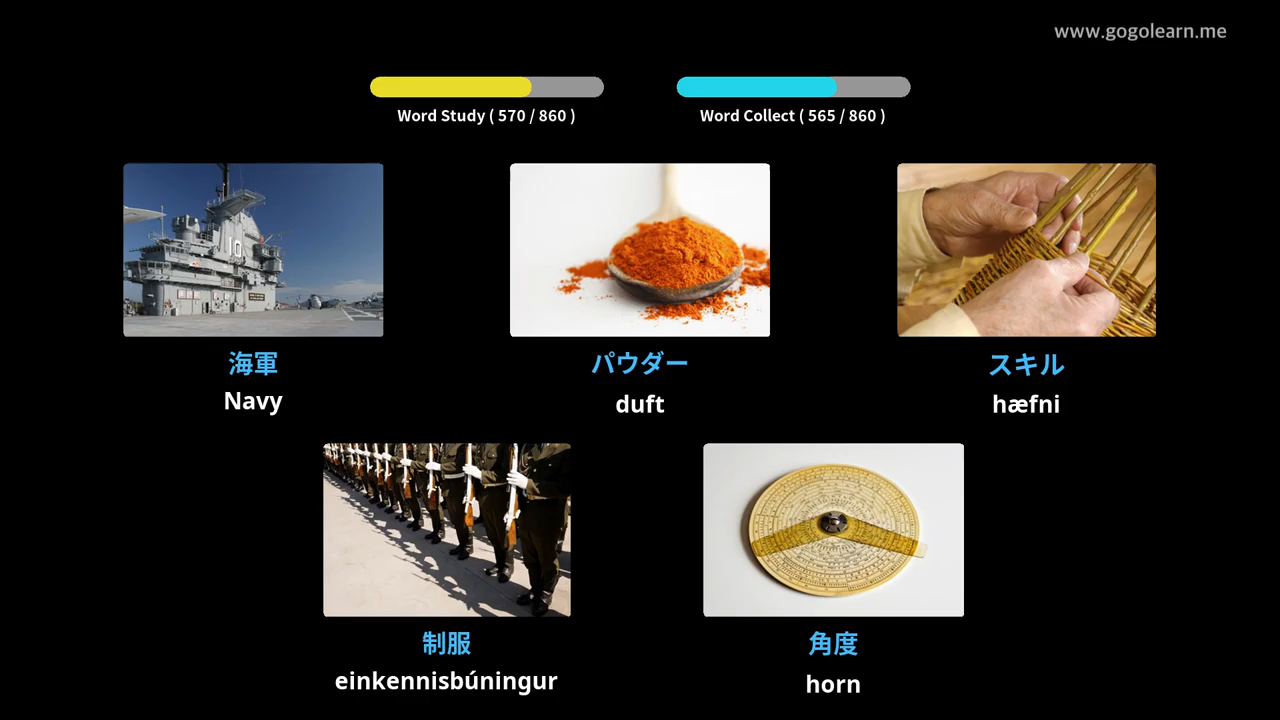 www.gogolearn.me
Word Study ( 570 / 860 )
Word Collect ( 565 / 860 )
10
海軍
Navy
パウダー
duft
スキル
hæfni
制服
einkennisbúningur
角度
horn